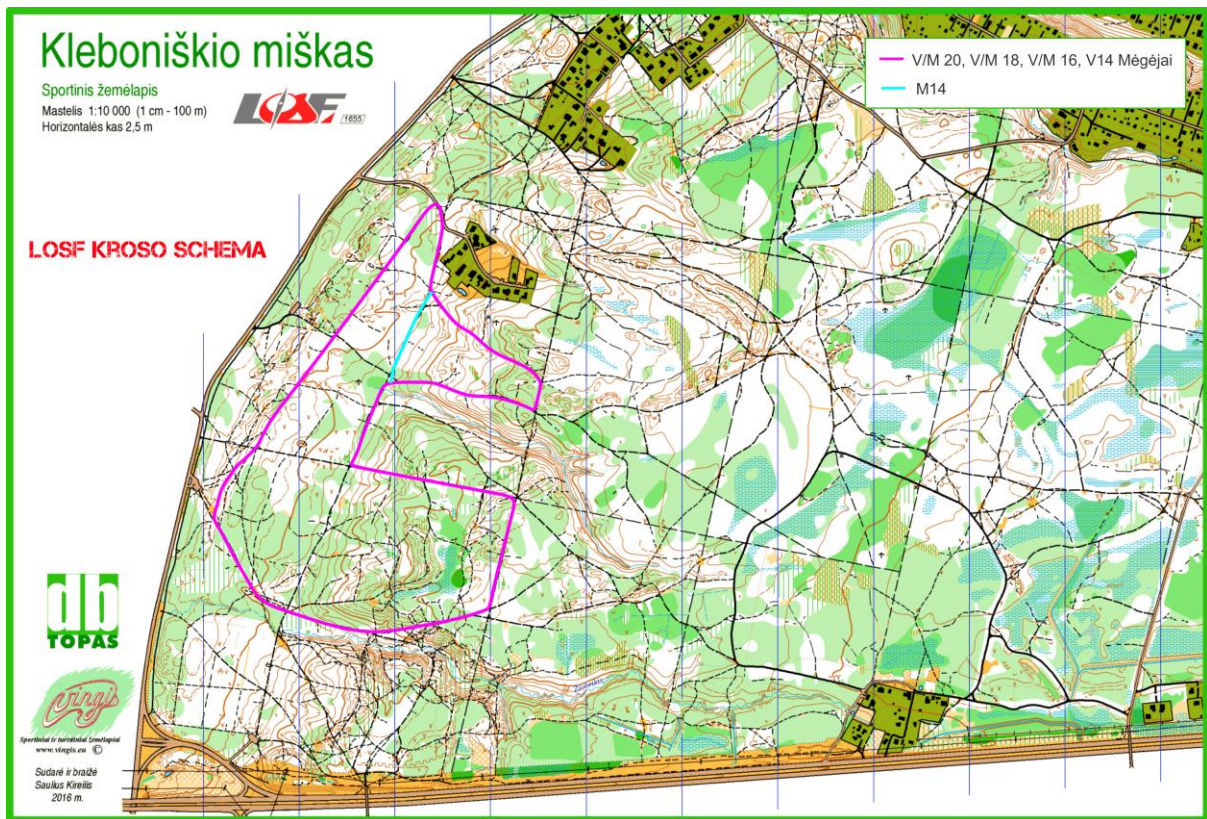 Kleboniškio miškas
Sportinis žemėlapis
Mastelis 1:10 000 (1 cm - 100 m)
Horizontalės kas 2,5 m
LOSF
1655
V/M 20, V/M 18, V/M 16, V14 Mėgėjai
M14
LOSF KROSO SCHEMA
db
TOPAS
vingis
Sportiniai ir turistiniai žemėlapiai
www.vingis.eu ©
Sudarė ir braižė
Saulius Kireilis
2016 m.